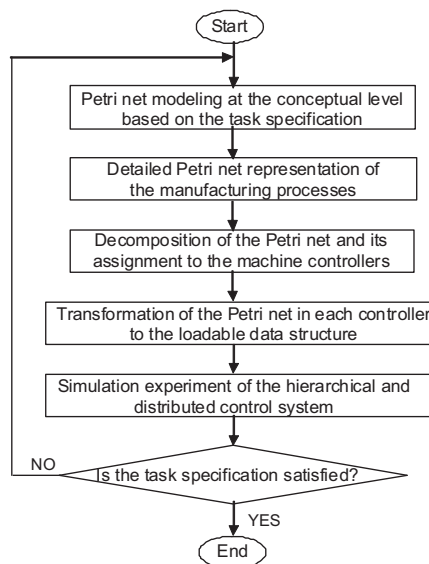 Start
Petri net modeling at the conceptual level
based on the task specification
Detailed Petri net representation of
the manufacturing processes
Decomposition of the Petri net and its
assignment to the machine controllers
Transformation of the Petri net in each controller
to the loadable data structure
Simulation experiment of the hierarchical and
distributed control system
NO
Is the task specification satisfied?
YES
End